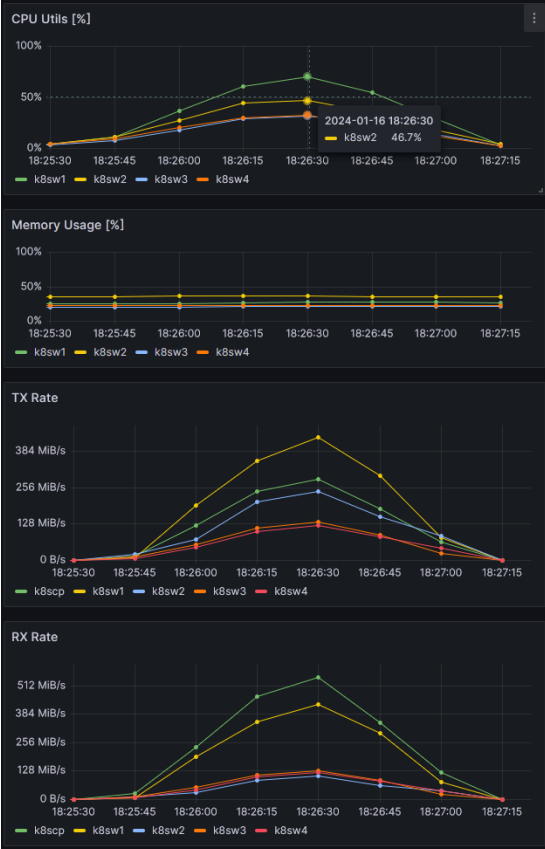 CPU Utils [%]
100%
50%
2024-01-16 18:26:30
k8sw2 46.7%
0%
18:25:30 18:25:45 18:26:00 18:26:15 18:26:30 18:26:45 18:27:00 18:27:15
k8sw1 k8sw2 k8sw3 k8sw4
Memory Usage [%]
100%
50%
0%
18:25:30 18:25:45 18:26:00 18:26:15 18:26:30 18:26:45 18:27:00 18:27:15
k8sw1 k8sw2 k8sw3 k8sw4
TX Rate
384 MiB/s
256 MiB/s
128 MiB/s
0 B/s
18:25:30 18:25:45 18:26:00 18:26:15 18:26:30 18:26:45 18:27:00 18:27:15
k8scp k8sw1 k8sw2 k8sw3 k8sw4
RX Rate
512 MiB/s
384 MiB/s
256 MiB/s
128 MiB/s
0 B/s
18:25:30 18:25:45 18:26:00 18:26:15 18:26:30 18:26:45 18:27:00 18:27:15
k8scp k8sw1 k8sw2 k8sw3 k8sw4